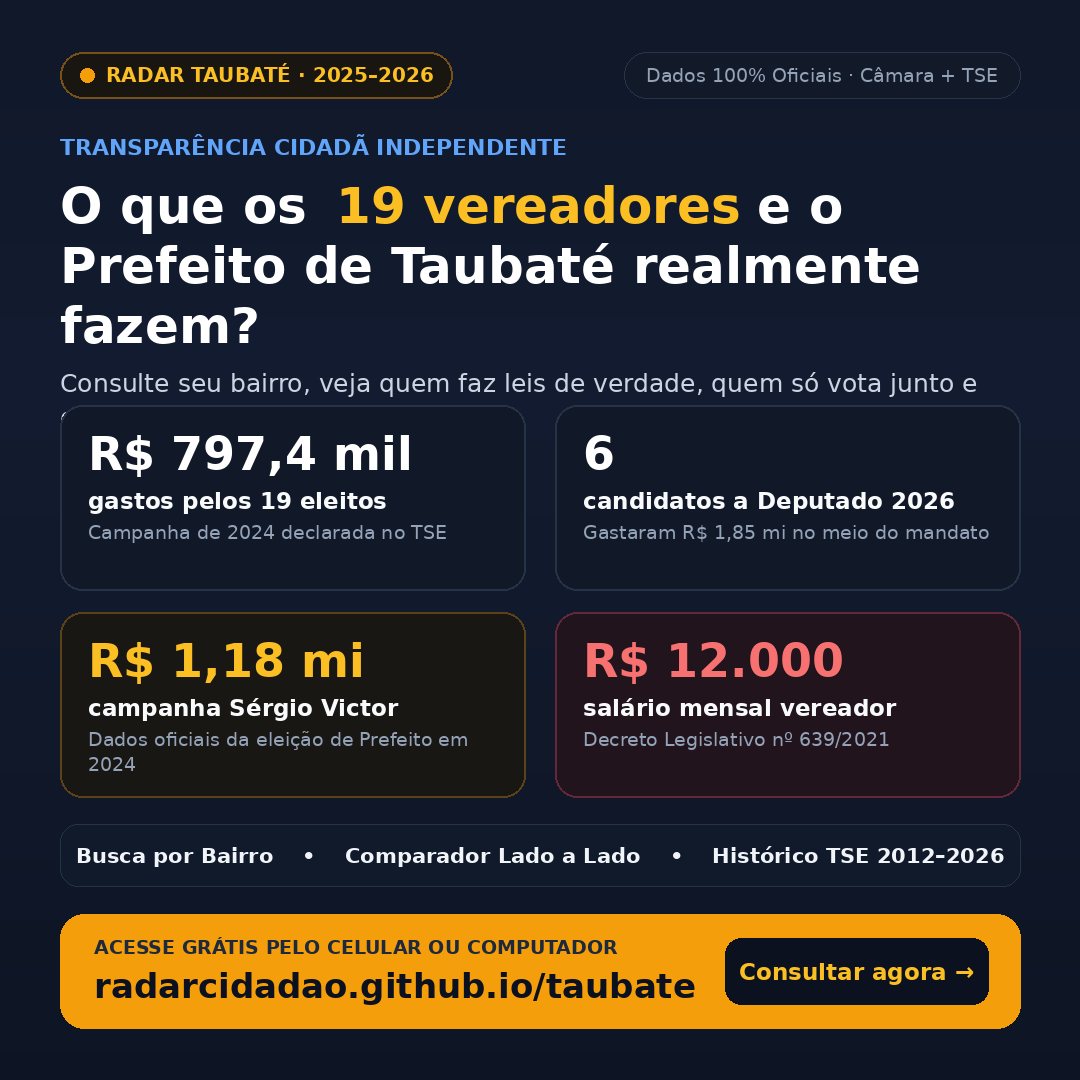 RADAR TAUBATÉ · 2025–2026
Dados 100% Oficiais · Câmara + TSE
TRANSPARÊNCIA CIDADÃ INDEPENDENTE
O que os 19 vereadores e o
Prefeito de Taubaté realmente
fazem?
Consulte seu bairro, veja quem faz leis de verdade, quem só vota junto e
R$ 797,4 mil
gastos pelos 19 eleitos
Campanha de 2024 declarada no TSE
6
candidatos a Deputado 2026
Gastaram R$ 1,85 mi no meio do mandato
R$ 1,18 mi
campanha Sérgio Victor
Dados oficiais da eleição de Prefeito em
2024
R$ 12.000
salário mensal vereador
Decreto Legislativo nº 639/2021
Busca por Bairro • Comparador Lado a Lado • Histórico TSE 2012–2026
ACESSE GRÁTIS PELO CELULAR OU COMPUTADOR
radarcidadao.github.io/taubate
Consultar agora →